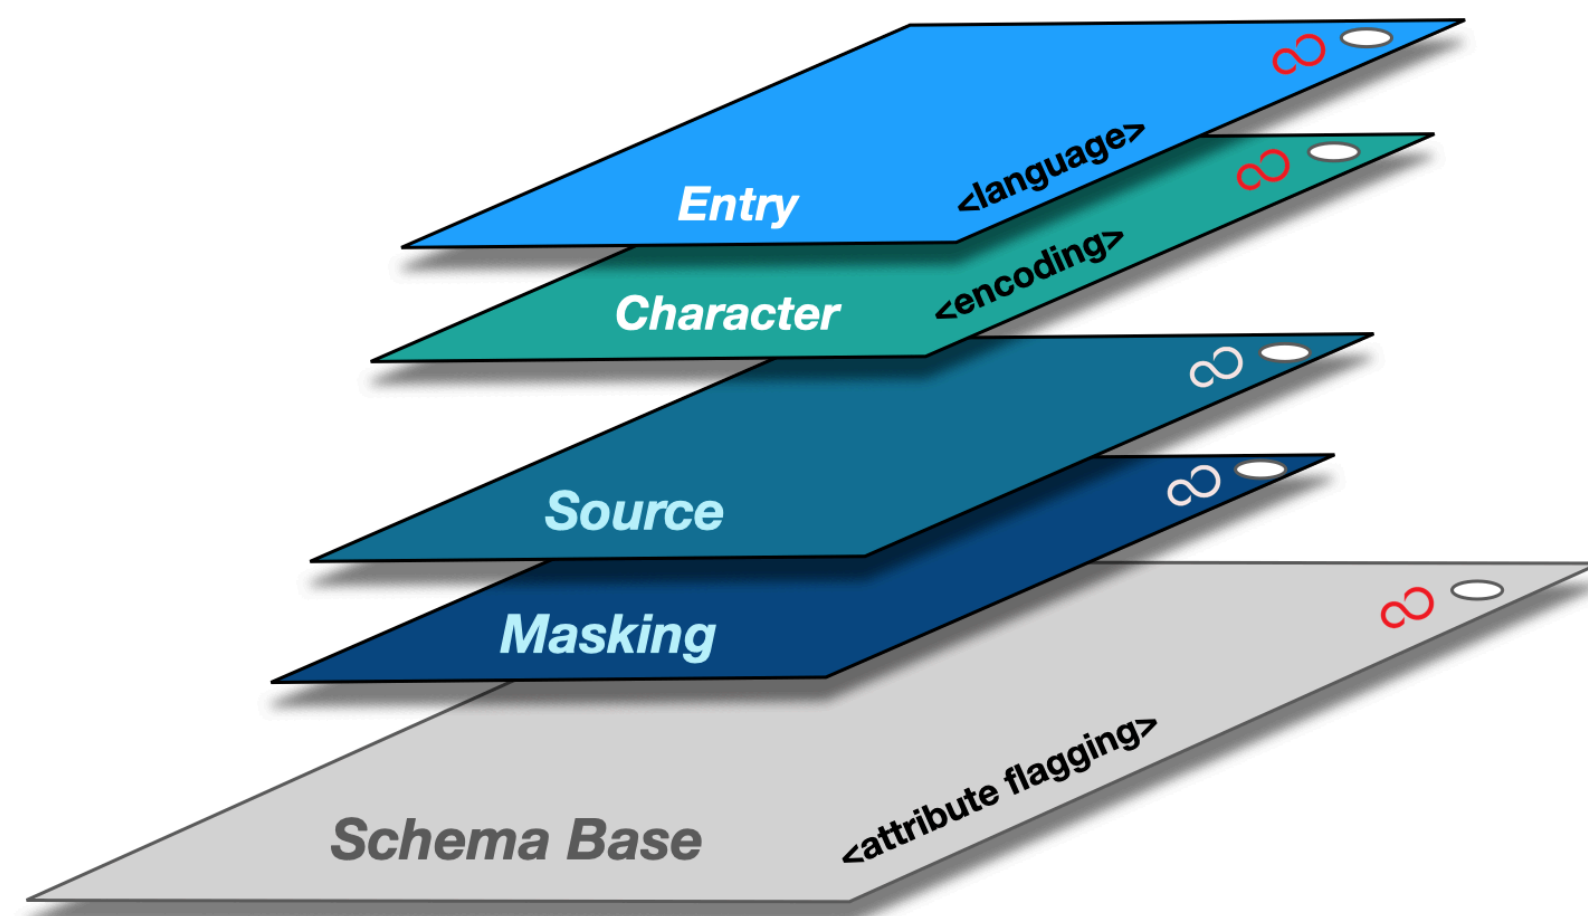 Entry
<language>
Character
<encoding>
Source
Masking
Schema Base
<attribute flagging>